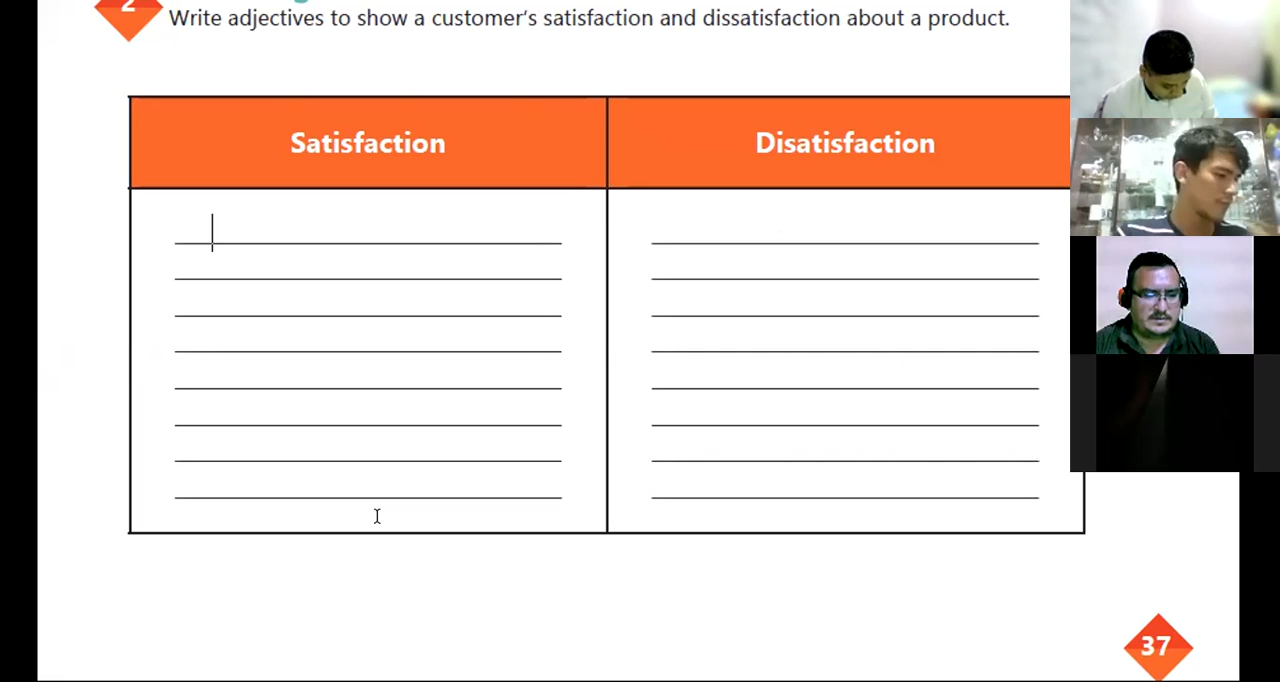 2
Write adjectives to show a customer‘s satisfaction and dissatisfaction about a product.
Satisfaction
Disatisfaction
37